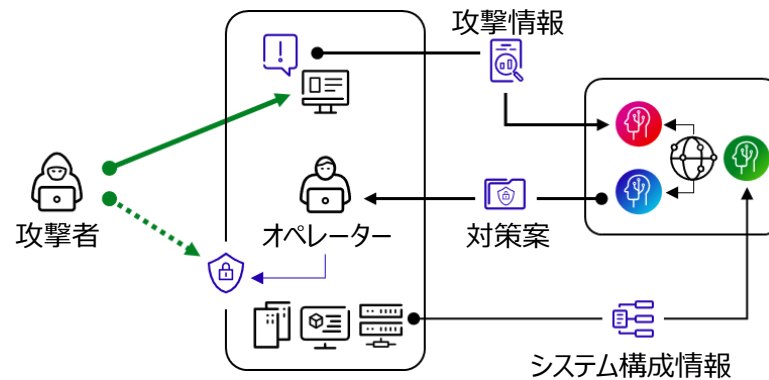 攻撃情報
攻撃者
オペレーター
対策案
システム構成情報